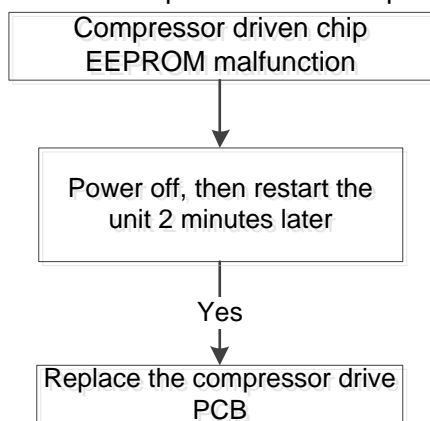 Compressor driven chip
EEPROM malfunction
Power off, then restart the
unit 2 minutes later
Yes
Replace the compressor drive
PCB